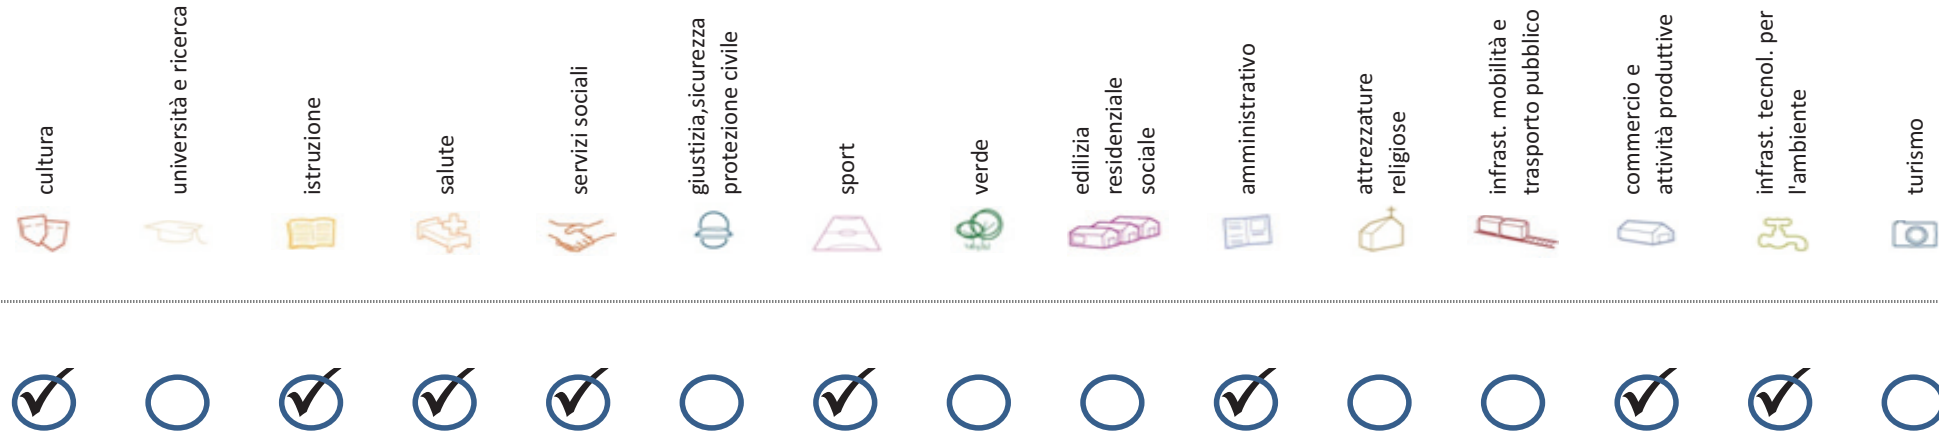 cultura
università e ricerca
istruzione
salute
servizi sociali
giustizia,sicurezza
protezione civile
sport
verde
edilizia
residenziale
sociale
amministrativo
attrezzature
religiose
infrast. mobilità e
trasporto pubblico
commercio e
attività produttive
infrast. tecnol. per
l'ambiente
turismo